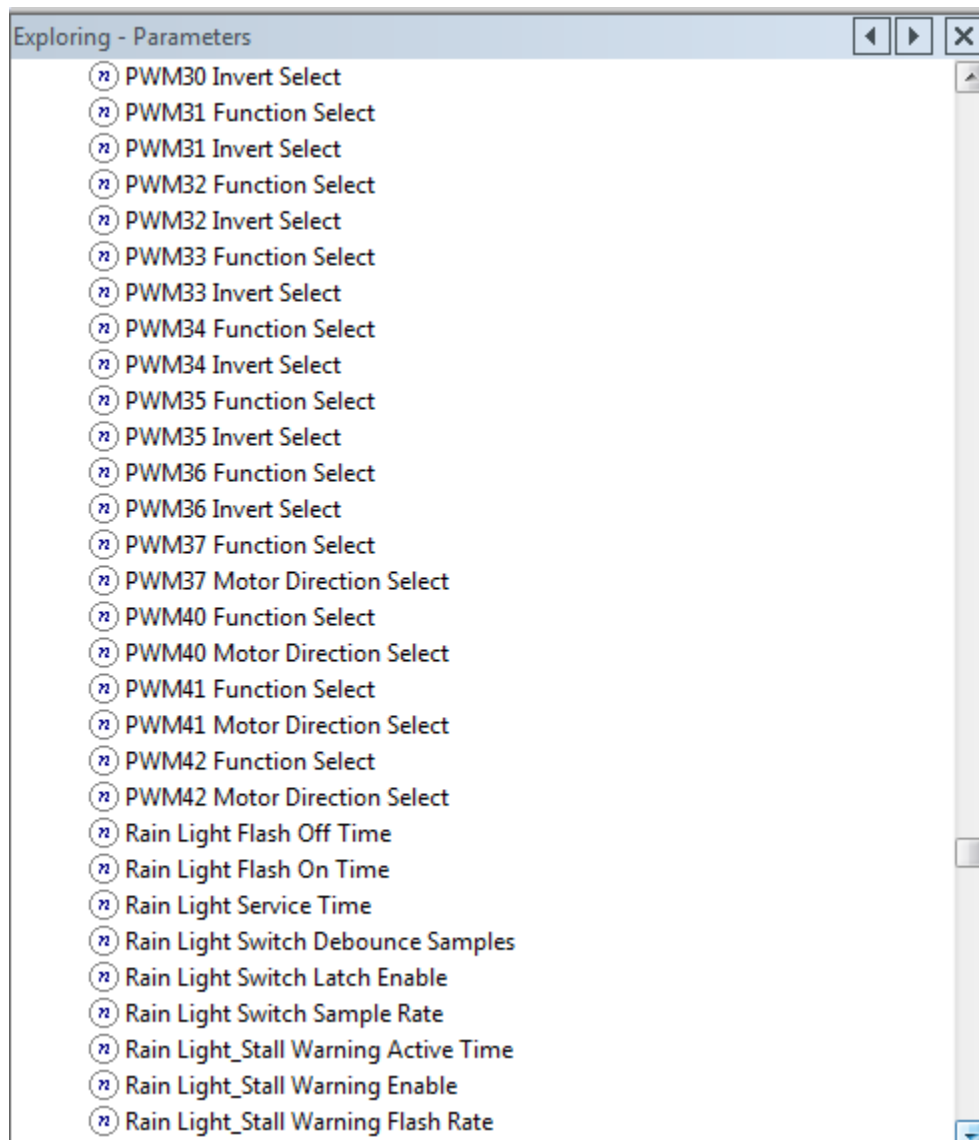 Exploring - Parameters
PWM30 Invert Select
PWM31 Function Select
PWM31 Invert Select
PWM32 Function Select
PWM32 Invert Select
PWM33 Function Select
PWM33 Invert Select
PWM34 Function Select
PWM34 Invert Select
PWM35 Function Select
PWM35 Invert Select
PWM36 Function Select
PWM36 Invert Select
PWM37 Function Select
PWM37 Motor Direction Select
PWM40 Function Select
PWM40 Motor Direction Select
PWM41 Function Select
PWM41 Motor Direction Select
PWM42 Function Select
PWM42 Motor Direction Select
Rain Light Flash Off Time
Rain Light Flash On Time
Rain Light Service Time
Rain Light Switch Debounce Samples
Rain Light Switch Latch Enable
Rain Light Switch Sample Rate
Rain Light_Stall Warning Active Time
Rain Light_Stall Warning Enable
Rain Light_Stall Warning Flash Rate